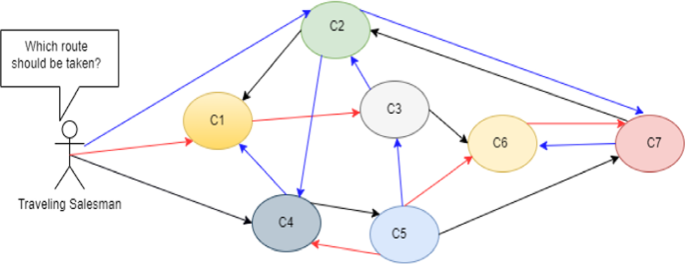 Which route
should be taken?
C2
C3
C1
C6
C7
Traveling Salesman
C4
C5